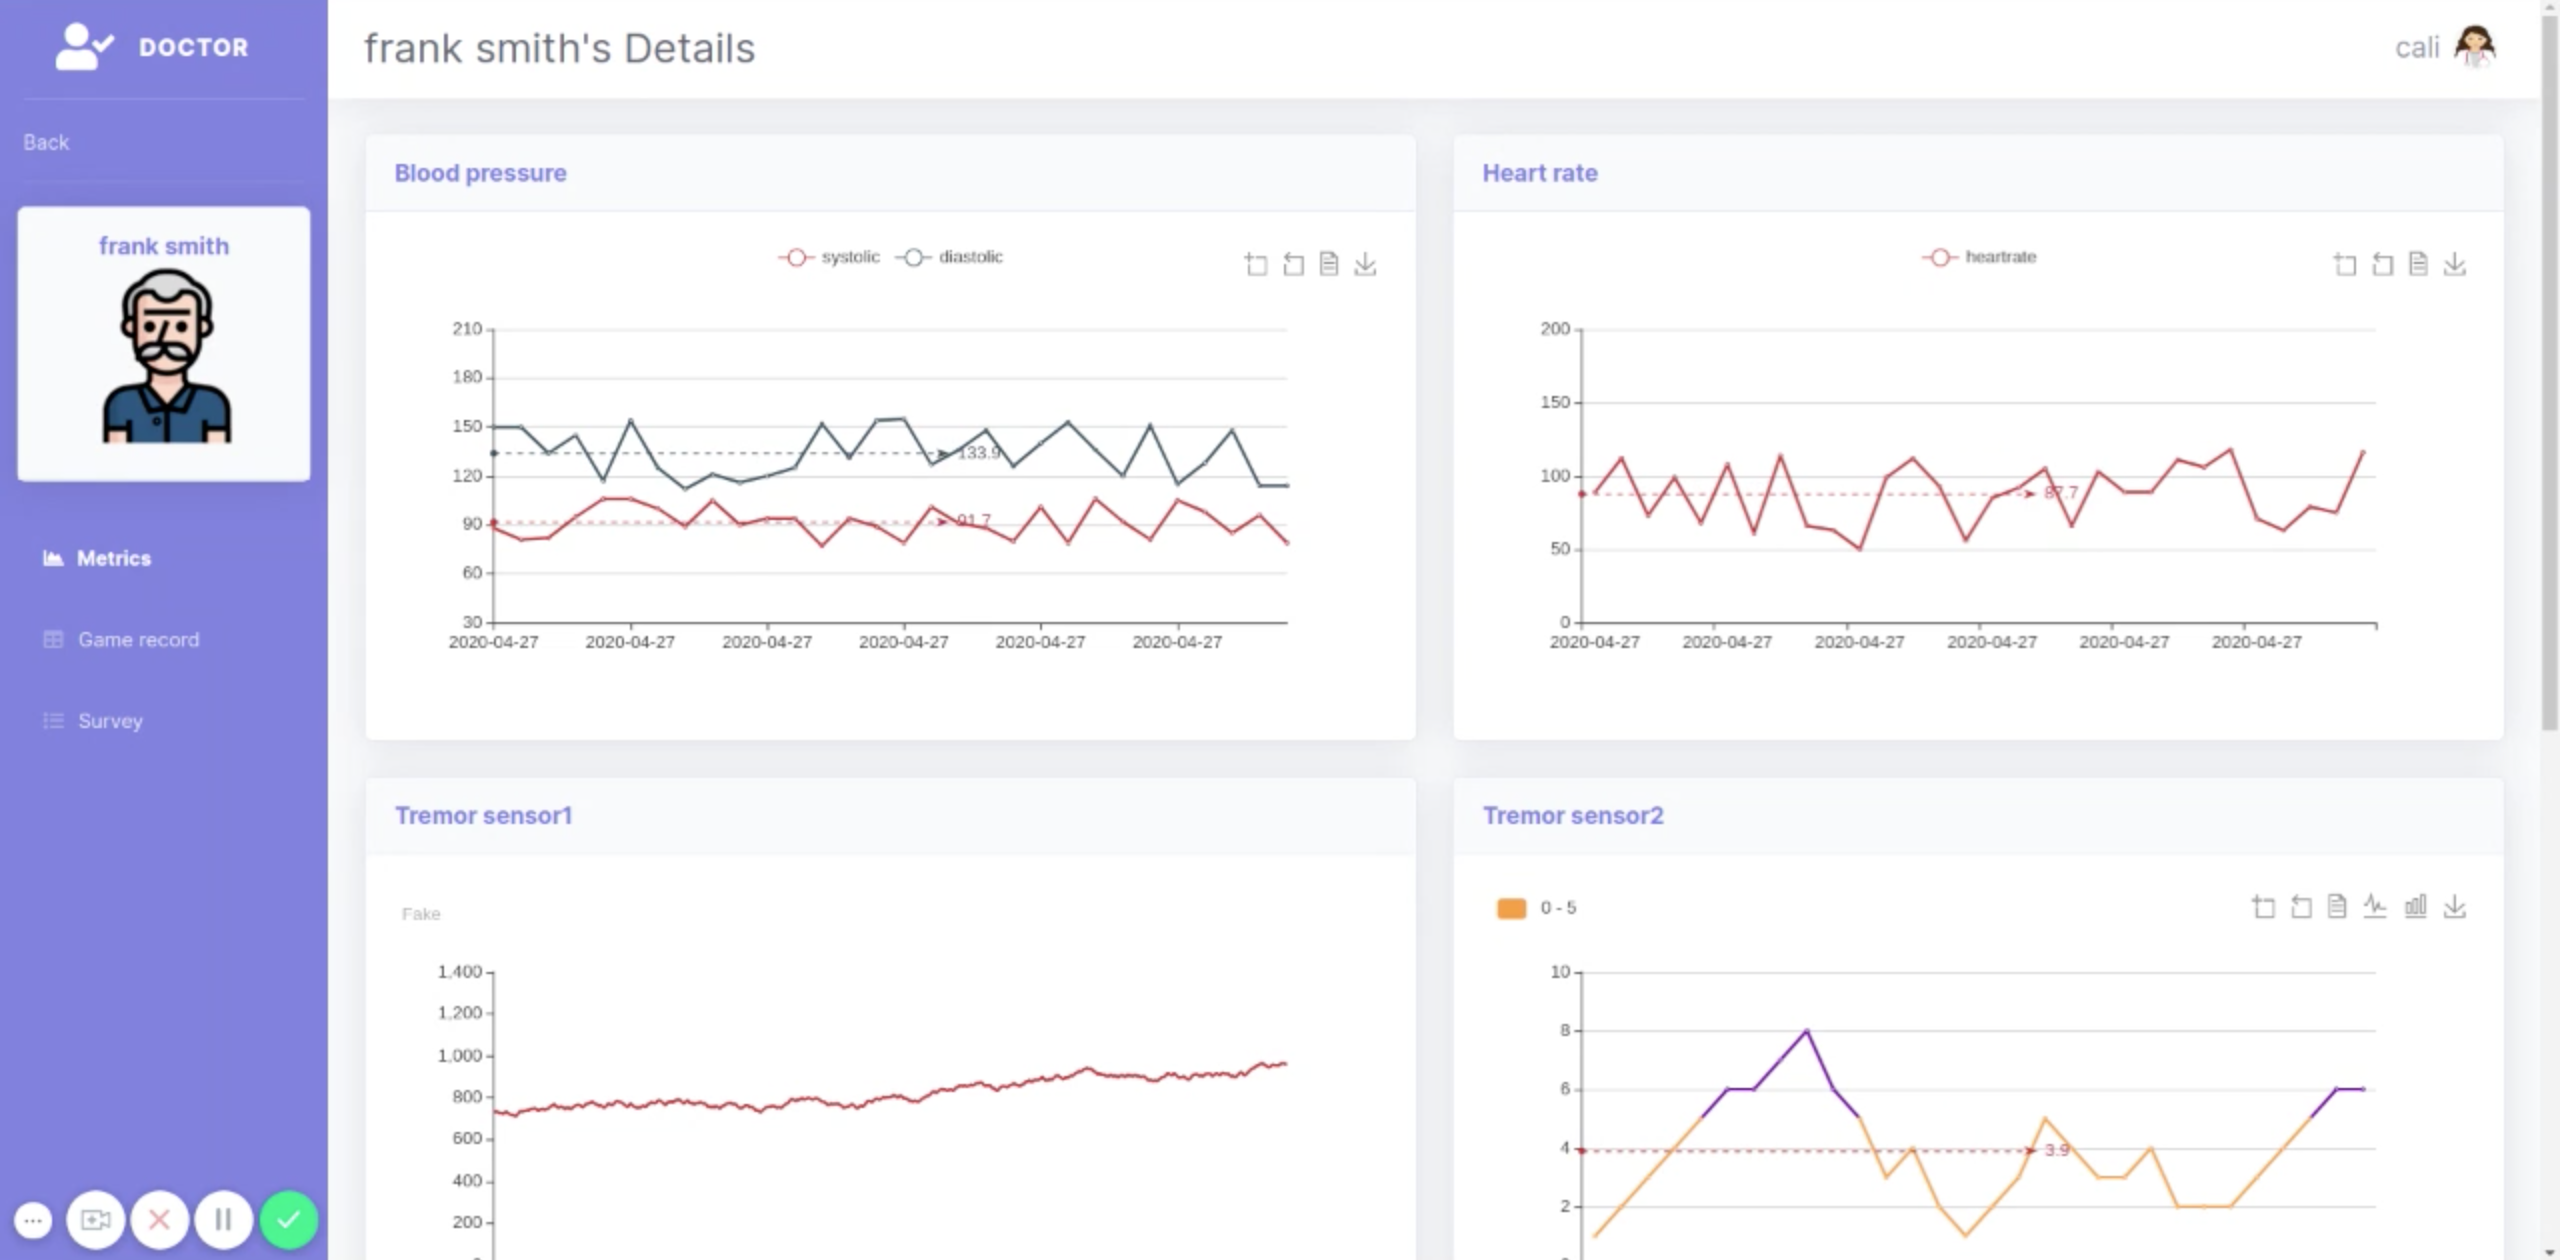 DOCTOR
frank smith's Details
cali
Back
frank smith
Metrics
Game record
Survey
Blood pressure
systolic diastolic
210
180
150
120
90
60
30
133.9
91.7
2020-04-27 2020-04-27 2020-04-27 2020-04-27 2020-04-27 2020-04-27
Heart rate
heartrate
200
150
100
50
0
87.7
2020-04-27 2020-04-27 2020-04-27 2020-04-27 2020-04-27 2020-04-27
Tremor sensor1
Fake
1,400
1,200
1,000
800
600
400
200
Tremor sensor2
0 - 5
10
8
6
4
2
3.9